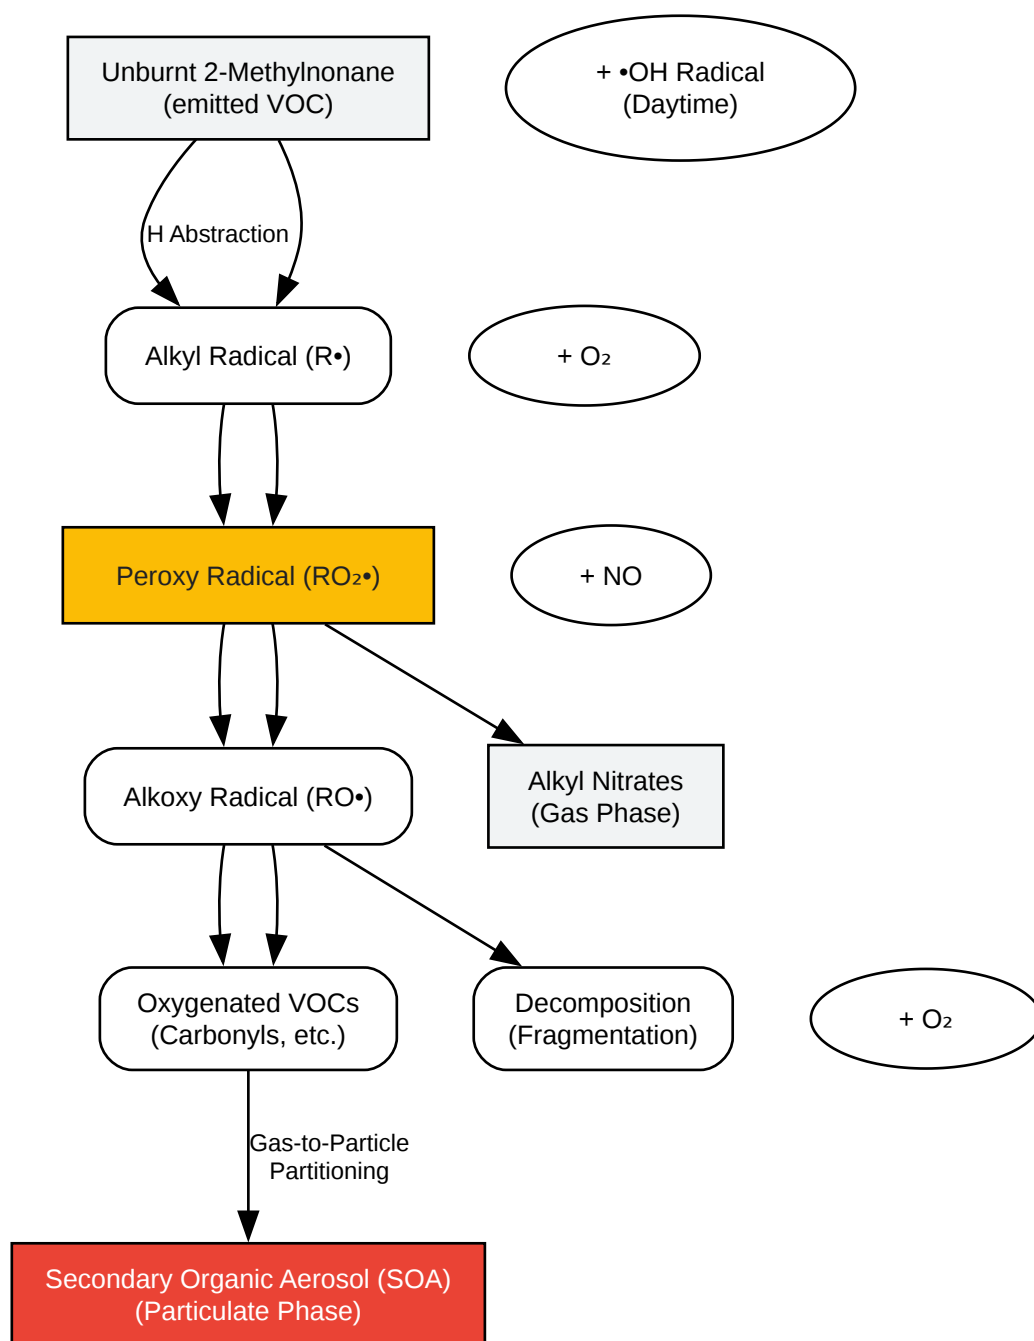 Unburnt 2-Methylnonane
(emitted VOC)
+ •OH Radical
(Daytime)
H Abstraction
Alkyl Radical (R•)
+ O₂
Peroxy Radical (RO₂•)
+ NO
Alkoxy Radical (RO•)
Alkyl Nitrates
(Gas Phase)
Oxygenated VOCs
(Carbonyls, etc.)
Decomposition
(Fragmentation)
+ O₂
Gas-to-Particle
Partitioning
Secondary Organic Aerosol (SOA)
(Particulate Phase)